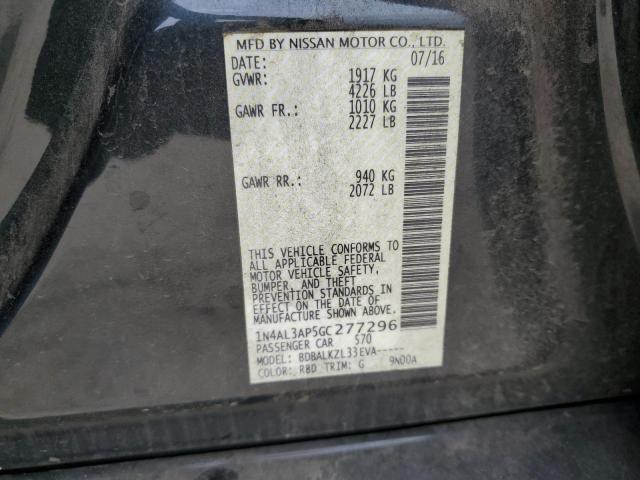 MFD BY NISSAN MOTOR CO., LTD.
DATE: 07/16
GVWR: 1917 KG
4226 LB
GAWR FR.: 1010 KG
2227 LB
GAWR RR.: 940 KG
2072 LB
THIS VEHICLE CONFORMS TO
ALL APPLICABLE FEDERAL
MOTOR VEHICLE SAFETY,
BUMPER, AND THEFT
PREVENTION STANDARDS IN
EFFECT ON THE DATE OF
MANUFACTURE SHOWN ABOVE.
1N4AL3AP5GC277296
PASSENGER CAR S70
MODEL: BDBALKZL33EVA-----
COLOR: RBD TRIM: G 9N00A